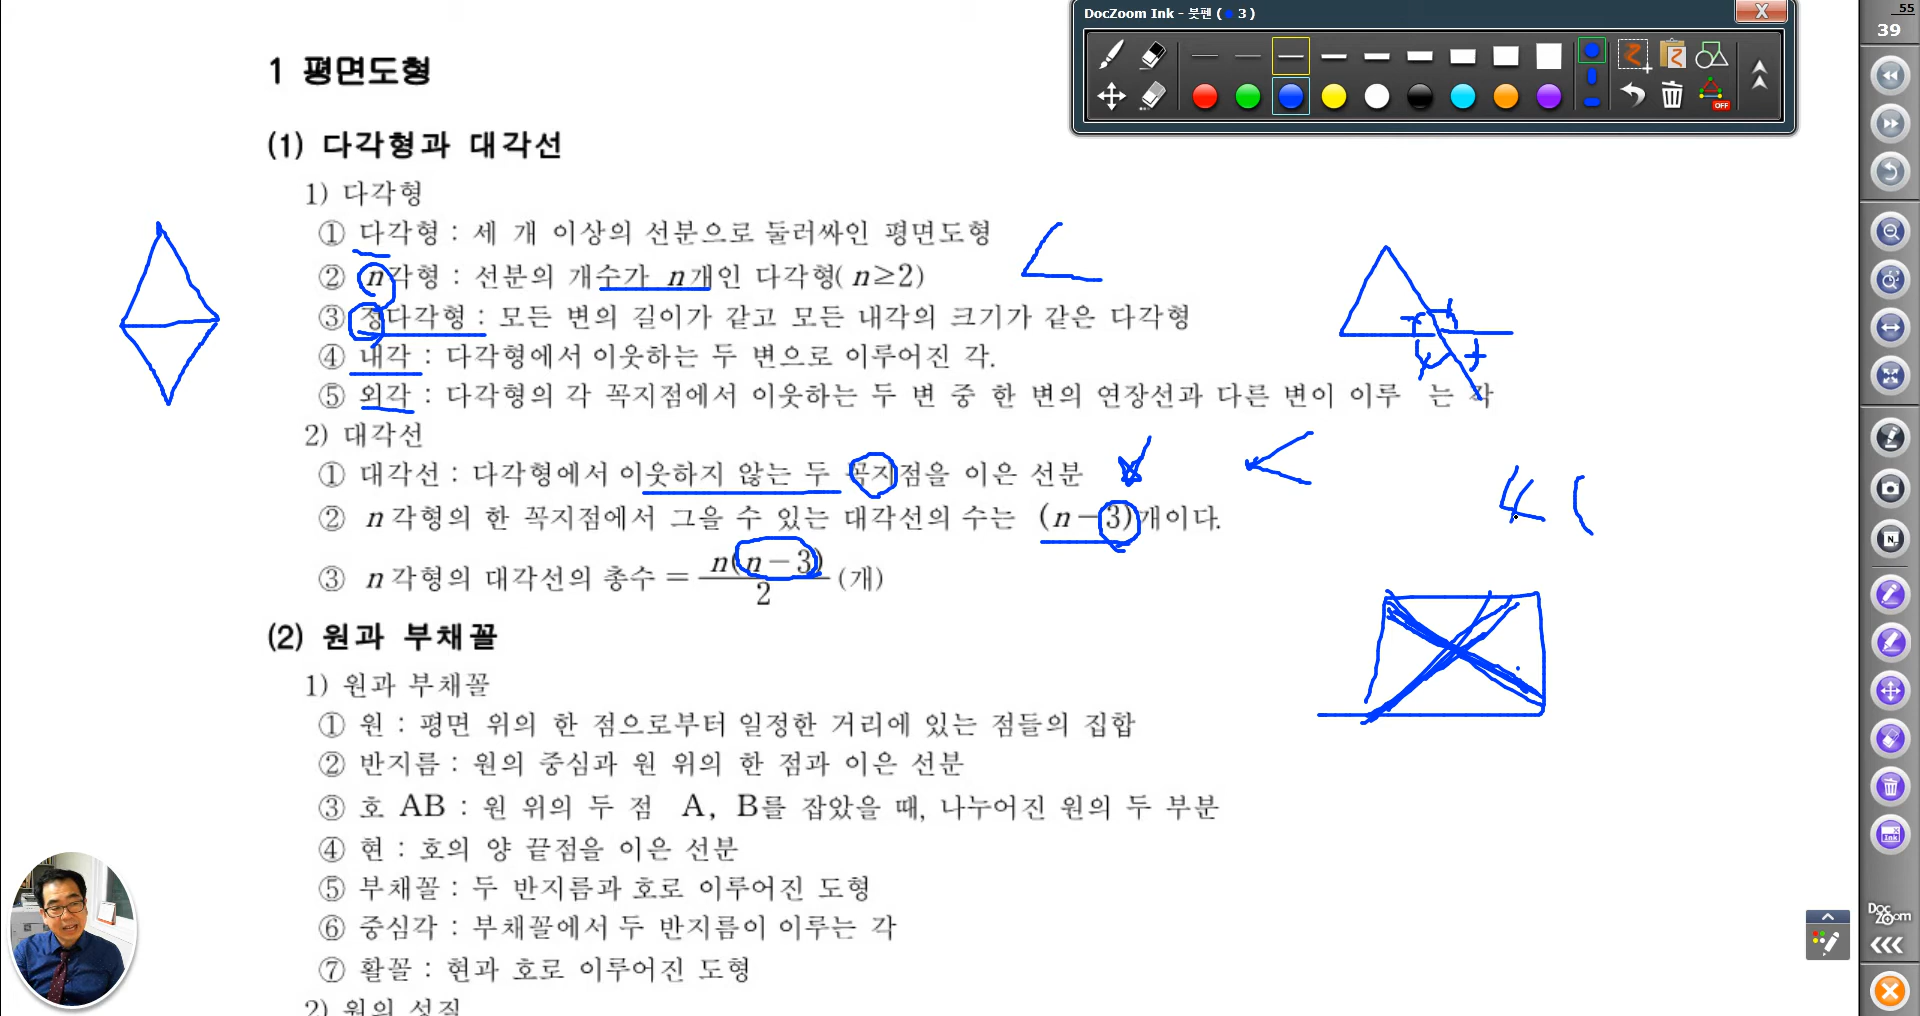 DocZoom Ink - 붓펜 ( 3 )
X
55
39
1 평면도형
(1) 다각형과 대각선
1) 다각형
① 다각형 : 세 개 이상의 선분으로 둘러싸인 평면도형
② n각형 : 선분의 개수가 n개인 다각형( n≥2)
③ 정다각형 : 모든 변의 길이가 같고 모든 내각의 크기가 같은 다각형
④ 내각 : 다각형에서 이웃하는 두 변으로 이루어진 각.
⑤ 외각 : 다각형의 각 꼭지점에서 이웃하는 두 변 중 한 변의 연장선과 다른 변이 이루 는 각
2) 대각선
① 대각선 : 다각형에서 이웃하지 않는 두 꼭지점을 이은 선분
② n각형의 한 꼭지점에서 그을 수 있는 대각선의 수는 (n-3)개이다.
③ n각형의 대각선의 총수 = n(n-3)/2 (개)
4 (
(2) 원과 부채꼴
1) 원과 부채꼴
① 원 : 평면 위의 한 점으로부터 일정한 거리에 있는 점들의 집합
② 반지름 : 원의 중심과 원 위의 한 점과 이은 선분
③ 호 AB : 원 위의 두 점 A, B를 잡았을 때, 나누어진 원의 두 부분
④ 현 : 호의 양 끝점을 이은 선분
⑤ 부채꼴 : 두 반지름과 호로 이루어진 도형
⑥ 중심각 : 부채꼴에서 두 반지름이 이루는 각
⑦ 활꼴 : 현과 호로 이루어진 도형
2) 원의 성질
OFF
N
Ink
Doc Zoom